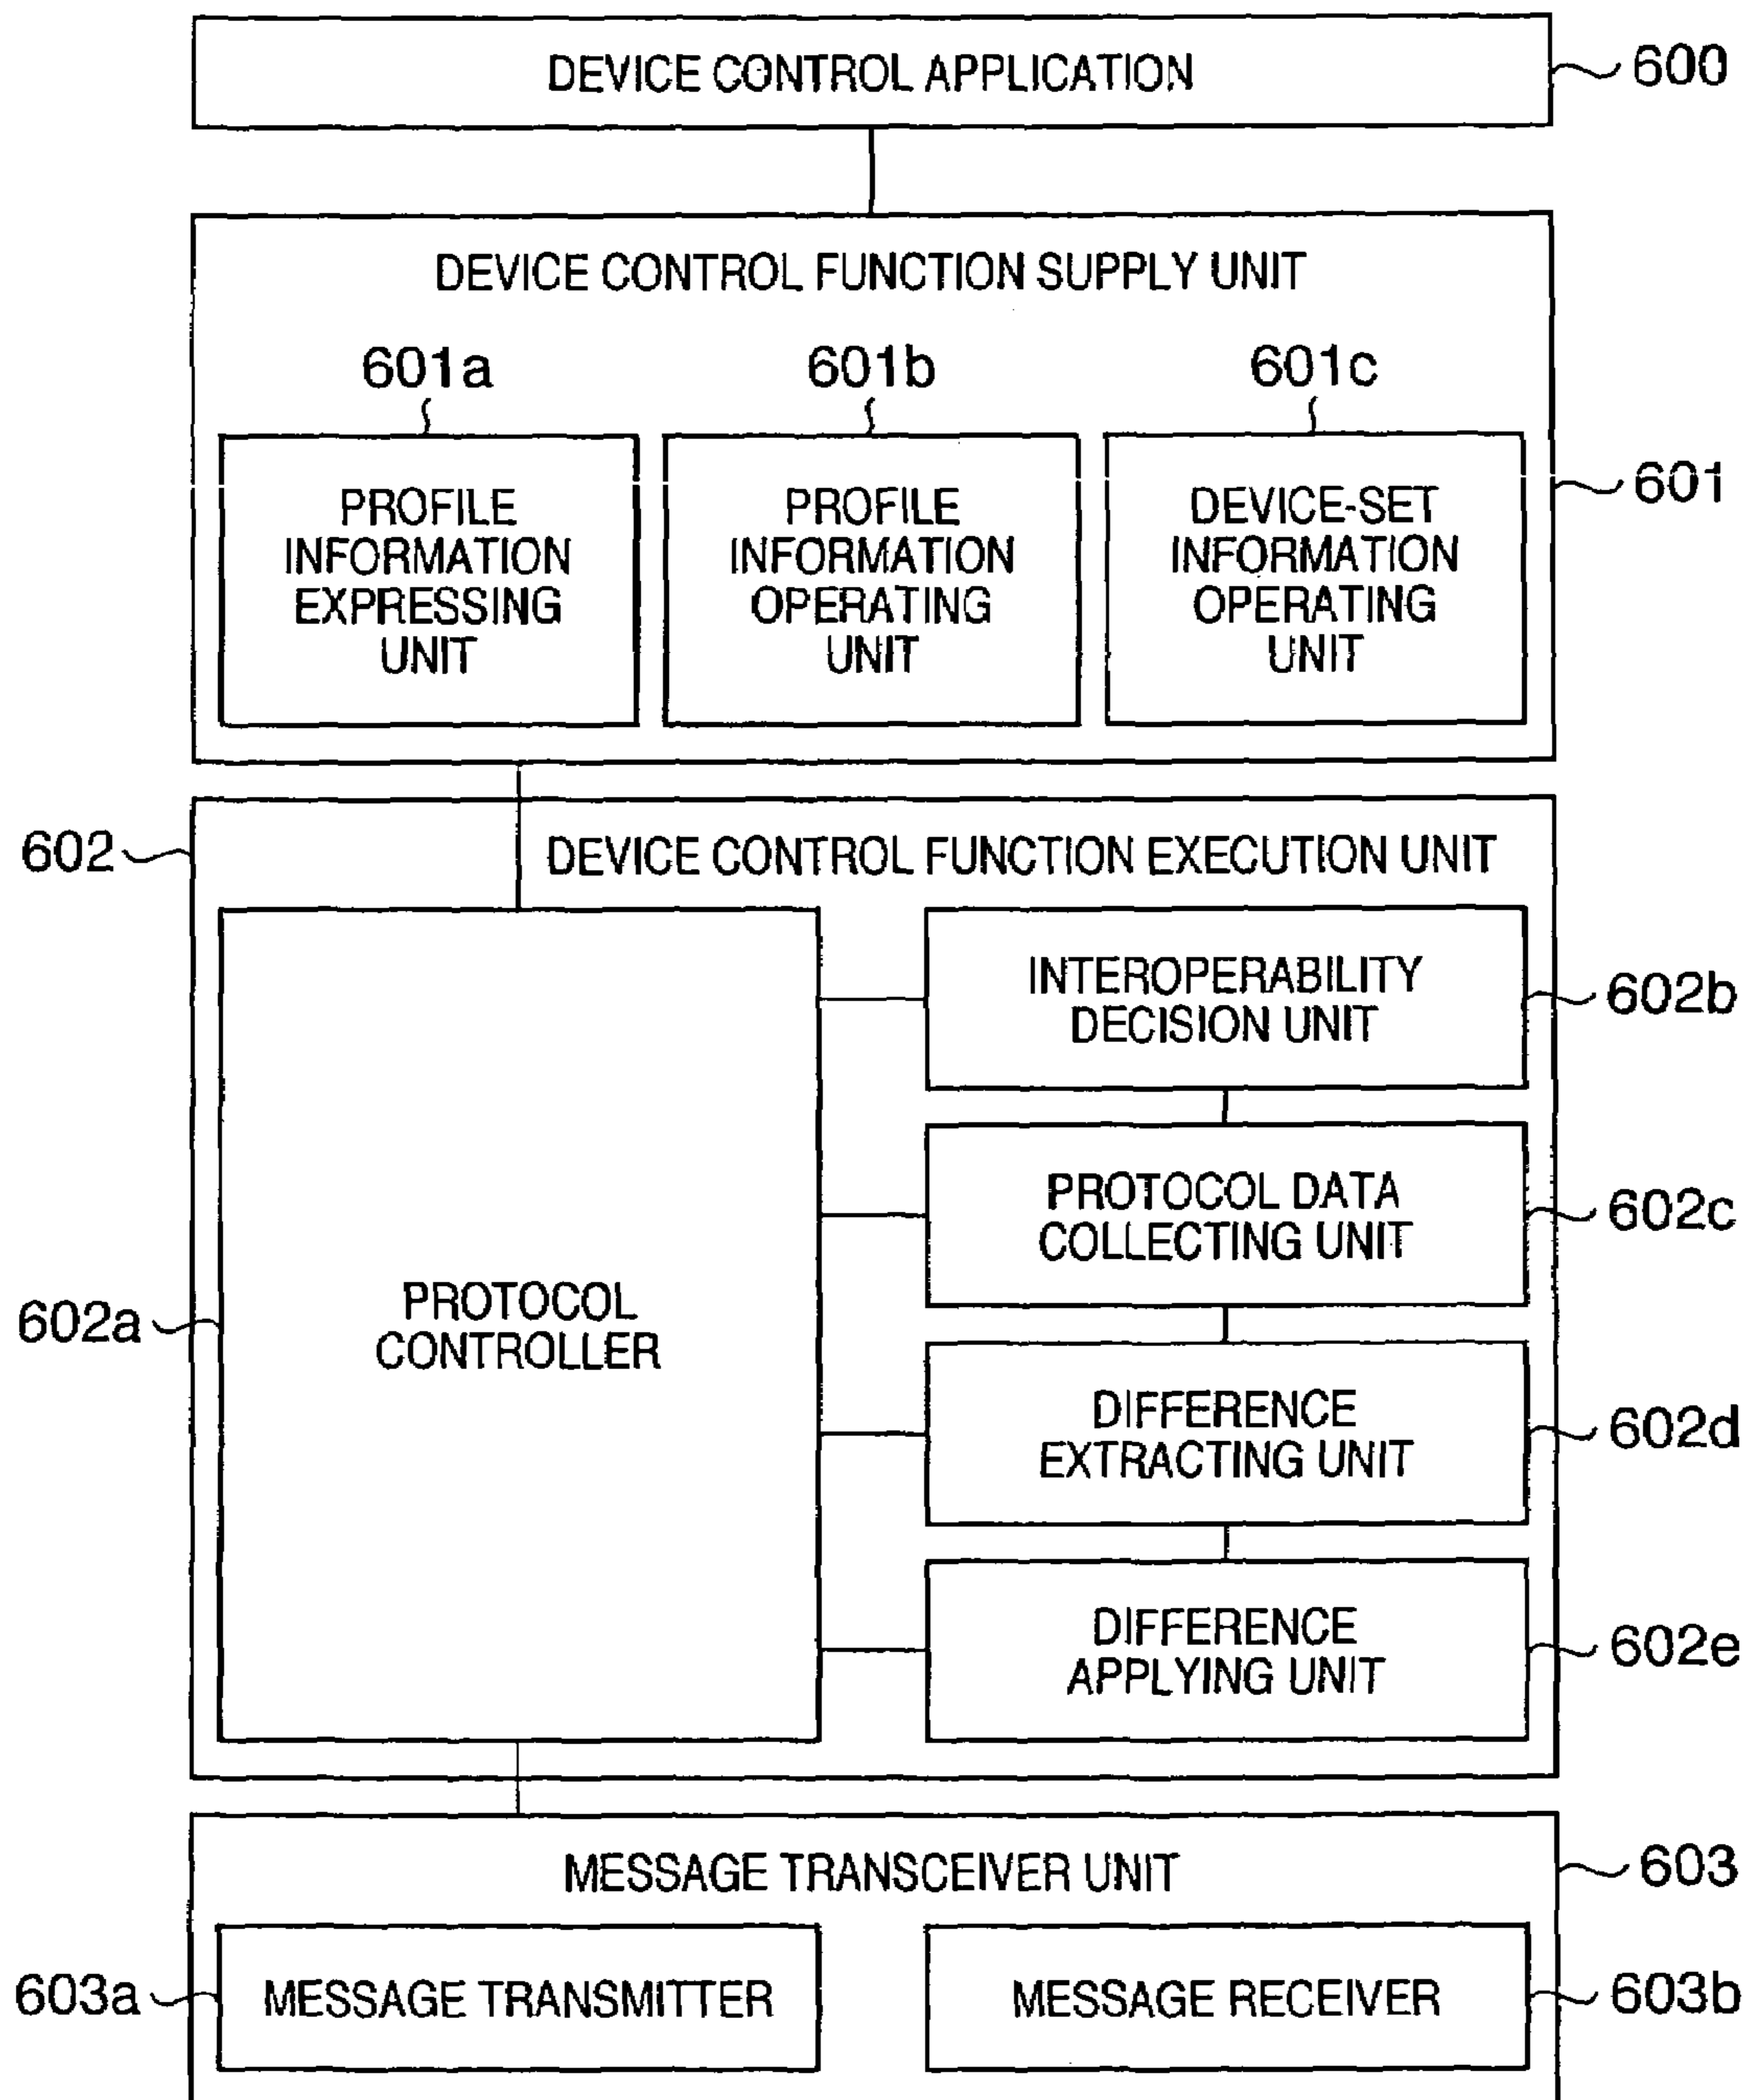 DEVICE CONTROL APPLICATION
600
DEVICE CONTROL FUNCTION SUPPLY UNIT
601a
601b
601c
601
PROFILE
INFORMATION
EXPRESSING
UNIT
PROFILE
INFORMATION
OPERATING
UNIT
DEVICE-SET
INFORMATION
OPERATING
UNIT
602
DEVICE CONTROL FUNCTION EXECUTION UNIT
602a
PROTOCOL
CONTROLLER
INTEROPERABILITY
DECISION UNIT
602b
PROTOCOL DATA
COLLECTING UNIT
602c
DIFFERENCE
EXTRACTING UNIT
602d
DIFFERENCE
APPLYING UNIT
602e
MESSAGE TRANSCEIVER UNIT
603
603a
MESSAGE TRANSMITTER
MESSAGE RECEIVER
603b